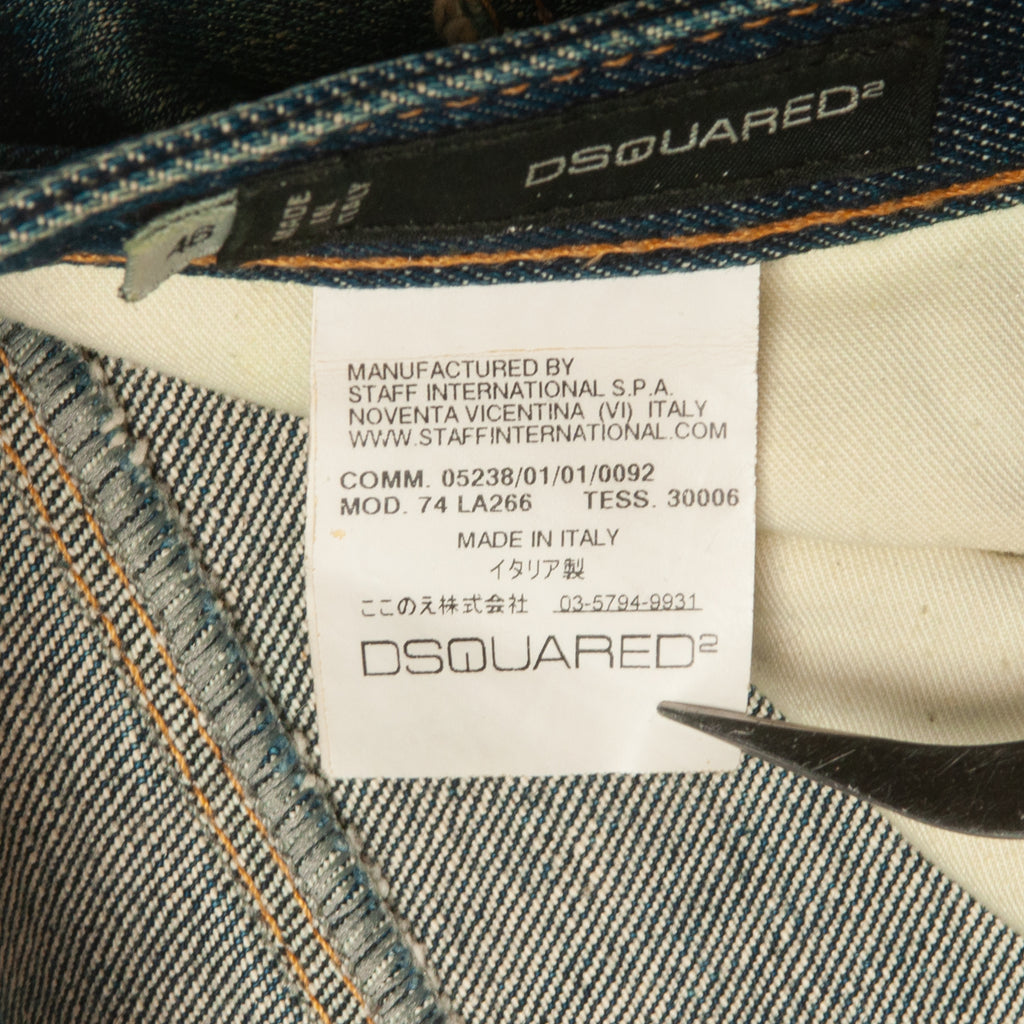 DSQUARED²
MADE
IN
ITALY
46
MANUFACTURED BY
STAFF INTERNATIONAL S.P.A.
NOVENTA VICENTINA (VI) ITALY
WWW.STAFFINTERNATIONAL.COM
COMM. 05238/01/01/0092
MOD. 74 LA266 TESS. 30006
MADE IN ITALY
イタリア製
ここのえ株式会社 03-5794-9931
DSQUARED²